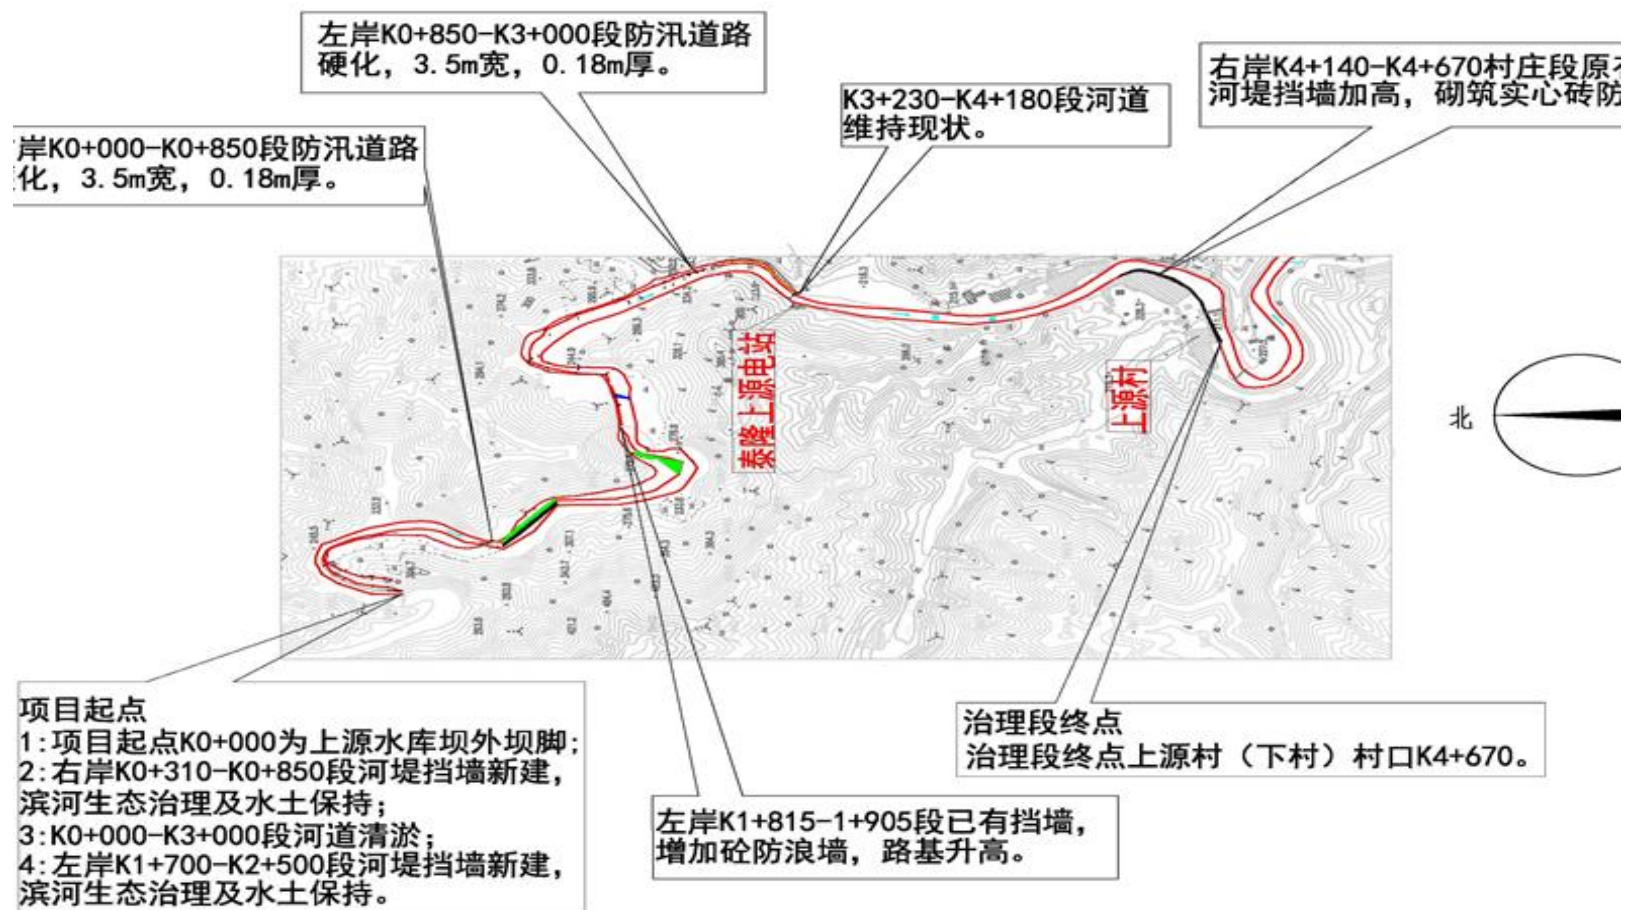 左岸K0+850-K3+000段防汛道路
硬化，3.5m宽，0.18m厚。
右岸K4+140-K4+670村庄段原
河堤挡墙加高，砌筑实心砖防
K3+230-K4+180段河道
维持现状。
岸K0+000-K0+850段防汛道路
化，3.5m宽，0.18m厚。
泰隆上源电站
上源村
北
项目起点
1:项目起点K0+000为上源水库坝外坝脚;
2:右岸K0+310-K0+850段河堤挡墙新建，
滨河生态治理及水土保持；
3:K0+000-K3+000段河道清淤；
4:左岸K1+700-K2+500段河堤挡墙新建，
滨河生态治理及水土保持。
治理段终点
治理段终点上源村（下村）村口K4+670。
左岸K1+815-1+905段已有挡墙，
增加砼防浪墙，路基升高。